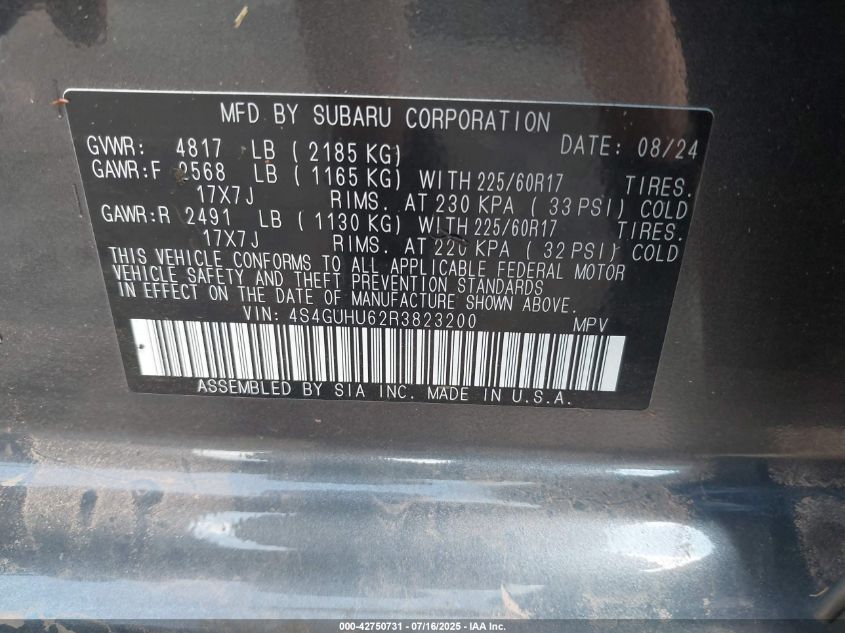 MFD BY SUBARU CORPORATION
GVWR: 4817 LB ( 2185 KG) DATE: 08/24
GAWR:F 2568 LB ( 1165 KG) WITH 225/60R17 TIRES.
17X7J RIMS. AT 230 KPA ( 33 PSI) COLD
GAWR:R 2491 LB ( 1130 KG) WITH 225/60R17 TIRES.
17X7J RIMS. AT 220 KPA ( 32 PSI) COLD
THIS VEHICLE CONFORMS TO ALL APPLICABLE FEDERAL MOTOR
VEHICLE SAFETY AND THEFT PREVENTION STANDARDS
IN EFFECT ON THE DATE OF MANUFACTURE SHOWN ABOVE.
VIN: 4S4GUHU62R3823200 MPV
ASSEMBLED BY SIA INC. MADE IN U.S.A.
000-42750731 - 07/16/2025 - IAA Inc.